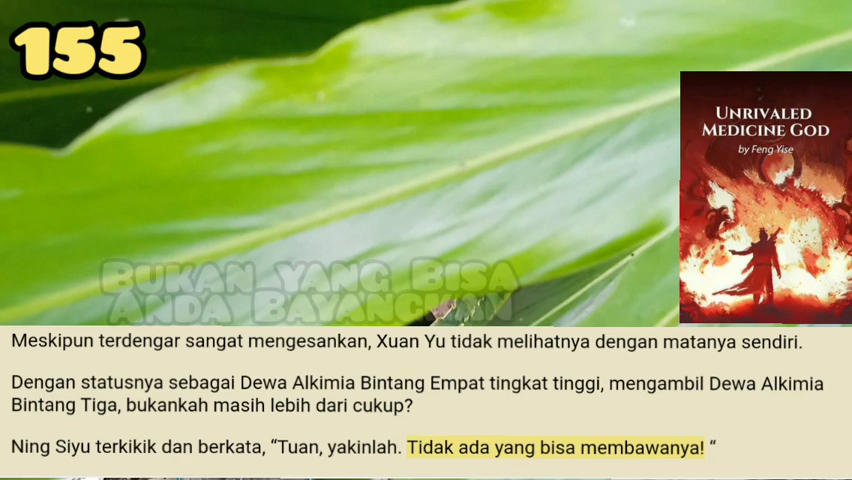 155
UNRIVALED
MEDICINE GOD
by Feng Yise
BUKAN YANG BISA
ANDA BAYANGKAN
Meskipun terdengar sangat mengesankan, Xuan Yu tidak melihatnya dengan matanya sendiri.
Dengan statusnya sebagai Dewa Alkimia Bintang Empat tingkat tinggi, mengambil Dewa Alkimia
Bintang Tiga, bukankah masih lebih dari cukup?
Ning Siyu terkikik dan berkata, “Tuan, yakinlah. Tidak ada yang bisa membawanya! “